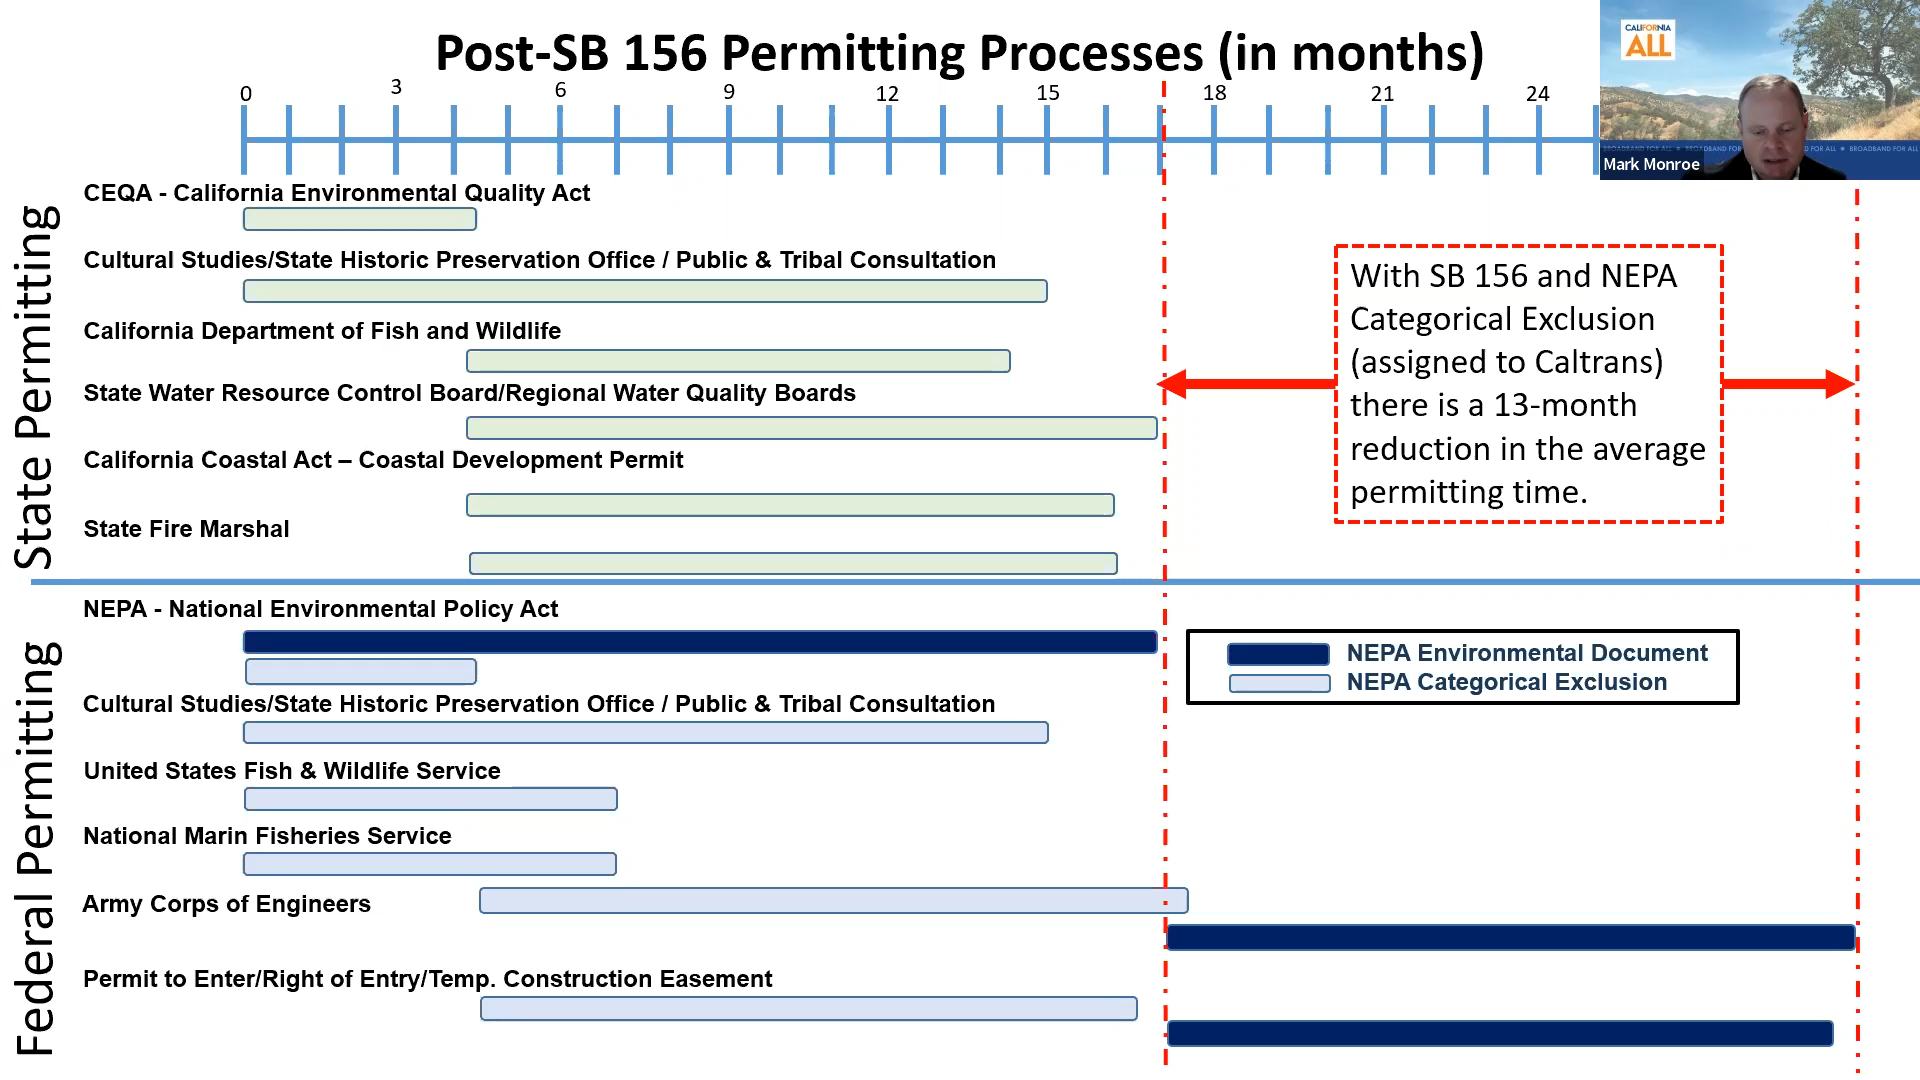 Post-SB 156 Permitting Processes (in months)
0 3 6 9 12 15 18 21 24
CALIFORNIA
ALL
BROADBAND FOR ALL
BROADBAND FOR ALL
Mark Monroe
State Permitting
CEQA - California Environmental Quality Act
Cultural Studies/State Historic Preservation Office / Public & Tribal Consultation
California Department of Fish and Wildlife
State Water Resource Control Board/Regional Water Quality Boards
California Coastal Act – Coastal Development Permit
State Fire Marshal
With SB 156 and NEPA
Categorical Exclusion
(assigned to Caltrans)
there is a 13-month
reduction in the average
permitting time.
Federal Permitting
NEPA - National Environmental Policy Act
NEPA Environmental Document
NEPA Categorical Exclusion
Cultural Studies/State Historic Preservation Office / Public & Tribal Consultation
United States Fish & Wildlife Service
National Marin Fisheries Service
Army Corps of Engineers
Permit to Enter/Right of Entry/Temp. Construction Easement